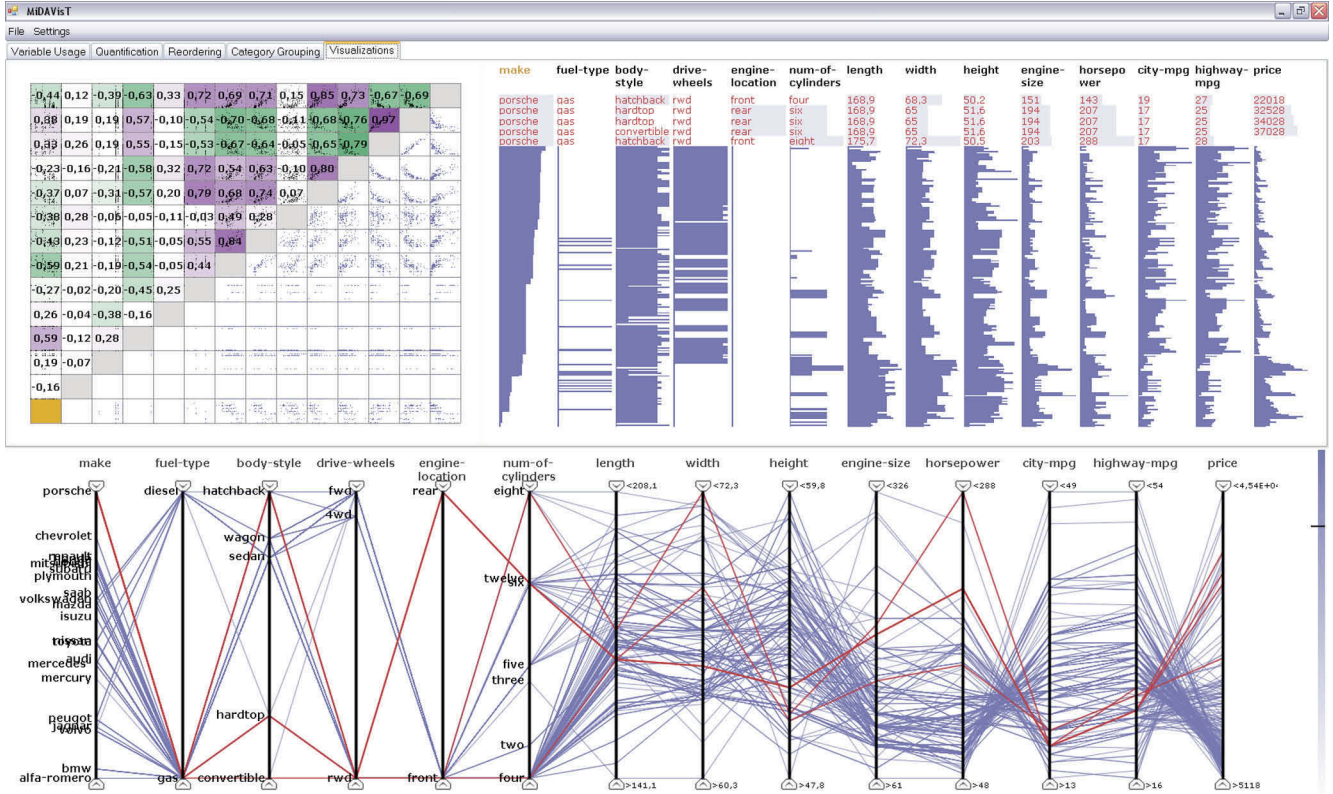 MiDAVisT
File Settings
Variable Usage Quantification Reordering Category Grouping Visualizations
-0,44 0,12 -0,39 -0,63 0,33 0,72 0,69 0,71 0,15 0,85 0,73 -0,67 -0,69
0,88 0,19 0,19 0,57 -0,10 -0,54 -0,70 -0,68 -0,11 -0,68 -0,76 0,97
0,33 0,26 0,19 0,55 -0,15 -0,53 -0,67 -0,64 -0,05 -0,65 -0,79
-0,23 -0,16 -0,21 -0,58 0,32 0,72 0,54 0,63 -0,10 0,80
-0,37 0,07 -0,31 -0,57 0,20 0,79 0,68 0,74 0,07
-0,38 0,28 -0,06 -0,05 -0,11 -0,03 0,49 0,28
-0,43 0,23 -0,12 -0,51 -0,05 0,55 0,84
-0,59 0,21 -0,19 -0,54 -0,05 0,44
-0,27 -0,02 -0,20 -0,45 0,25
0,26 -0,04 -0,38 -0,16
0,59 -0,12 0,28
0,19 -0,07
-0,16
make fuel-type body- drive- engine- num-of- length width height engine- horsepo city-mpg highway- price
style wheels location cylinders size wer mpg
porsche gas hatchback rwd front four 168,9 68,3 50,2 151 143 19 27 22018
porsche gas hardtop rwd rear six 168,9 65 51,6 194 207 17 25 32528
porsche gas hardtop rwd rear six 168,9 65 51,6 194 207 17 25 34028
porsche gas convertible rwd rear six 168,9 65 51,6 194 207 17 25 37028
porsche gas hatchback rwd front eight 175,7 72,3 50,5 203 288 17 28
make fuel-type body-style drive-wheels engine- num-of- length width height engine-size horsepower city-mpg highway-mpg price
location cylinders
porsche diesel hatchback fwd rear eight <208,1 <72,3 <59,8 <326 <288 <49 <54 <4,54E+0
4wd
chevrolet
wagon
renault sedan
subaru
plymouth twelve
six
saab
volkswagen
mazda
isuzu
nissan
toyota
audi
mercedes five
mercury three
peugot hardtop
jaguar
volvo
two
bmw
alfa-romero gas convertible rwd front four >141,1 >60,3 >47,8 >61 >48 >13 >16 >5118